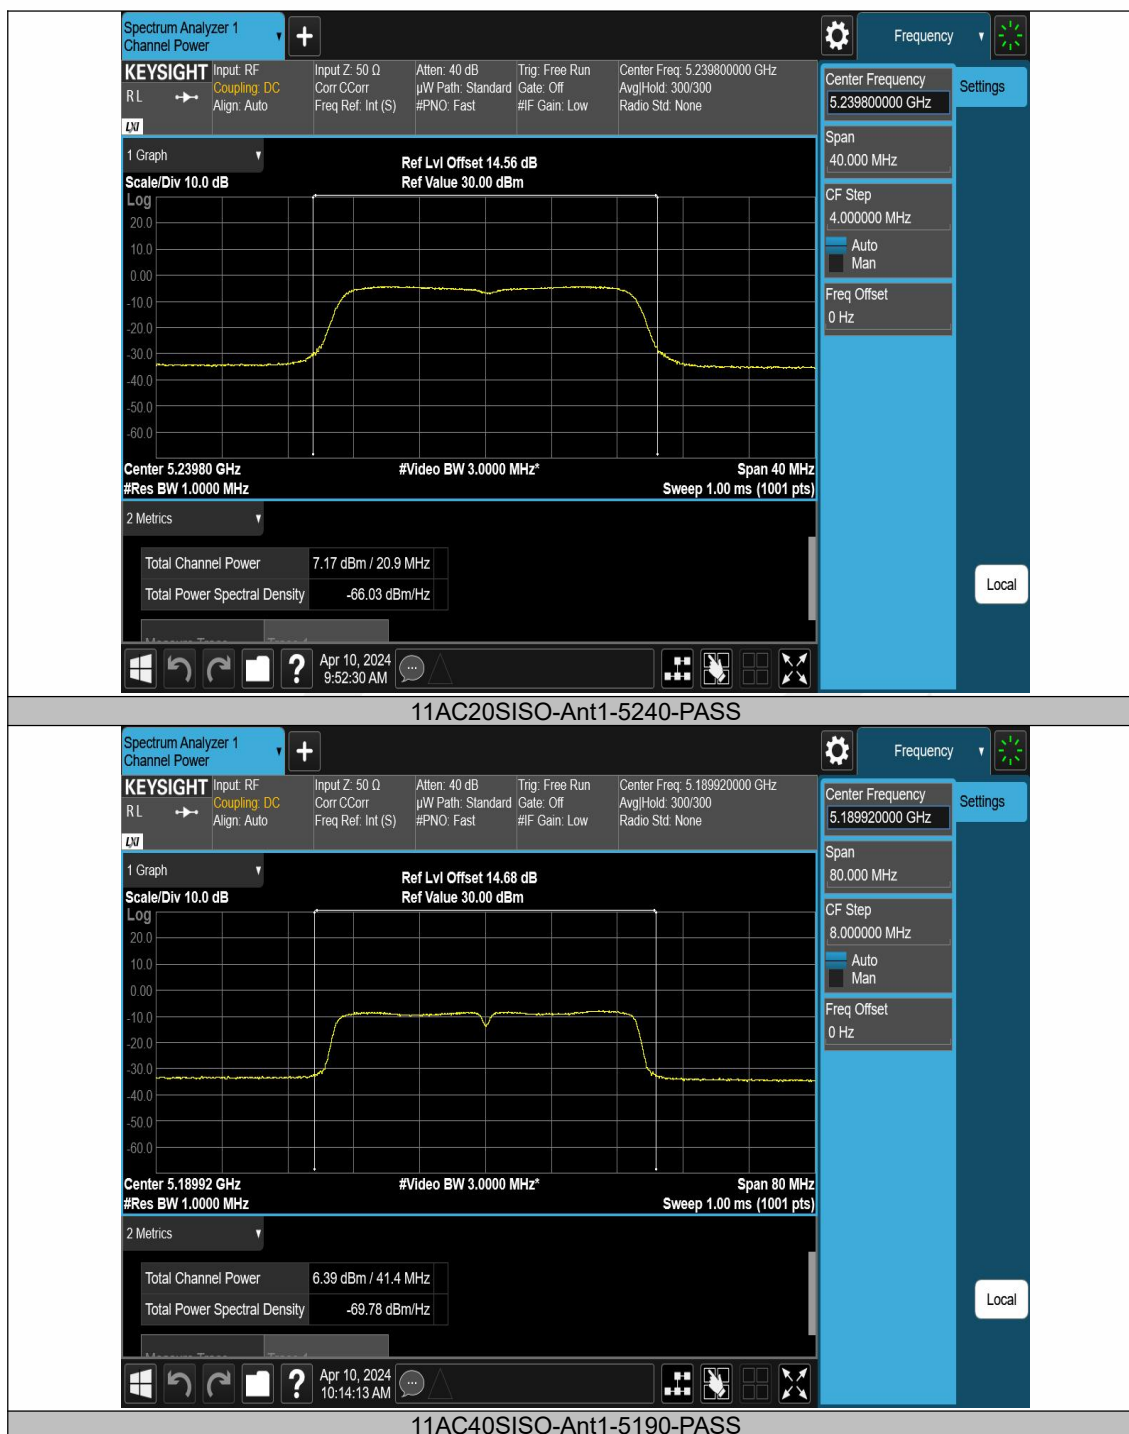 Spectrum Analyzer 1
Channel Power
Frequency
KEYSIGHT
RL
LXI
Input: RF
Coupling: DC
Align: Auto
Input Z: 50 Ω
Corr CCorr
Freq Ref: Int (S)
Atten: 40 dB
µW Path: Standard
#PNO: Fast
Trig: Free Run
Gate: Off
#IF Gain: Low
Center Freq: 5.239800000 GHz
Avg|Hold: 300/300
Radio Std: None
Center Frequency
5.239800000 GHz
Settings
Span
40.000 MHz
CF Step
4.000000 MHz
Auto
Man
Freq Offset
0 Hz
1 Graph
Ref Lvl Offset 14.56 dB
Scale/Div 10.0 dB
Ref Value 30.00 dBm
Log
20.0
10.0
0.00
-10.0
-20.0
-30.0
-40.0
-50.0
-60.0
Center 5.23980 GHz
#Video BW 3.0000 MHz*
Span 40 MHz
#Res BW 1.0000 MHz
Sweep 1.00 ms (1001 pts)
2 Metrics
Total Channel Power 7.17 dBm / 20.9 MHz
Total Power Spectral Density -66.03 dBm/Hz
Local
?
Apr 10, 2024
9:52:30 AM
11AC20SISO-Ant1-5240-PASS
Spectrum Analyzer 1
Channel Power
Frequency
KEYSIGHT
RL
LXI
Input: RF
Coupling: DC
Align: Auto
Input Z: 50 Ω
Corr CCorr
Freq Ref: Int (S)
Atten: 40 dB
µW Path: Standard
#PNO: Fast
Trig: Free Run
Gate: Off
#IF Gain: Low
Center Freq: 5.189920000 GHz
Avg|Hold: 300/300
Radio Std: None
Center Frequency
5.189920000 GHz
Settings
Span
80.000 MHz
CF Step
8.000000 MHz
Auto
Man
Freq Offset
0 Hz
1 Graph
Ref Lvl Offset 14.68 dB
Scale/Div 10.0 dB
Ref Value 30.00 dBm
Log
20.0
10.0
0.00
-10.0
-20.0
-30.0
-40.0
-50.0
-60.0
Center 5.18992 GHz
#Video BW 3.0000 MHz*
Span 80 MHz
#Res BW 1.0000 MHz
Sweep 1.00 ms (1001 pts)
2 Metrics
Total Channel Power 6.39 dBm / 41.4 MHz
Total Power Spectral Density -69.78 dBm/Hz
Local
?
Apr 10, 2024
10:14:13 AM
11AC40SISO-Ant1-5190-PASS